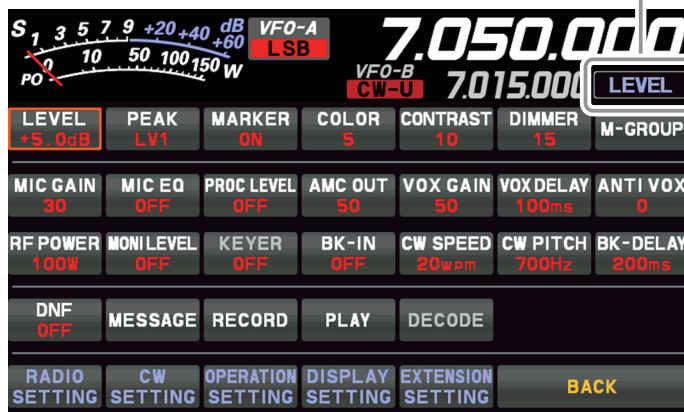 S 1 3 5 7 9 +20 +40 +60 dB
PO 0 10 50 100 150 W
VFO-A
LSB
7.050.000
VFO-B
CW-U
7.015.000
LEVEL
LEVEL PEAK MARKER COLOR CONTRAST DIMMER M-GROUP
+5.0dB LV1 ON 5 10 15
MIC GAIN MIC EQ PROC LEVEL AMC OUT VOX GAIN VOX DELAY ANTI VOX
30 OFF OFF 50 50 100ms 0
RF POWER MONI LEVEL KEYER BK-IN CW SPEED CW PITCH BK-DELAY
100W OFF OFF OFF 20wpm 700Hz 200ms
DNF MESSAGE RECORD PLAY DECODE
OFF
RADIO SETTING CW SETTING OPERATION SETTING DISPLAY SETTING EXTENSION SETTING BACK